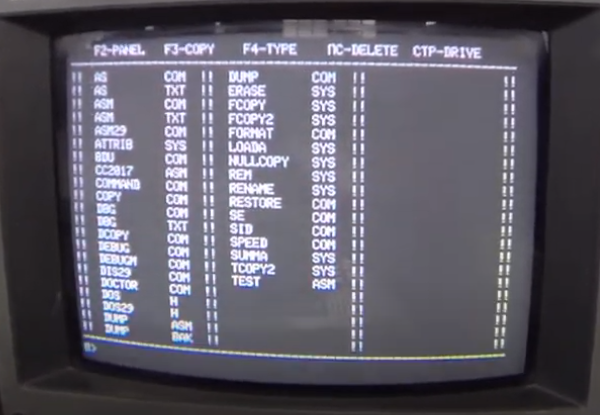 F2-PANEL F3-COPY F4-TYPE ПС-DELETE СТР-DRIVE
AS COM DUMP COM
AS TXT ERASE SYS
ASM COM FCOPY SYS
ASM TXT FCOPY2 SYS
ASM29 COM FORMAT COM
ATTRIB SYS LOADA SYS
BDU COM NULLCOPY SYS
CC2017 ASM REM SYS
COMMAND COM RENAME SYS
COPY COM RESTORE COM
DBG COM SE COM
DBG TXT SID COM
DCOPY COM SPEED COM
DEBUG COM SUMMA SYS
DEBUGM COM TCOPY2 SYS
DIS29 COM TEST ASM
DOCTOR COM
DOS H
DOS29 H
DUMP ASM
DUMP BAK